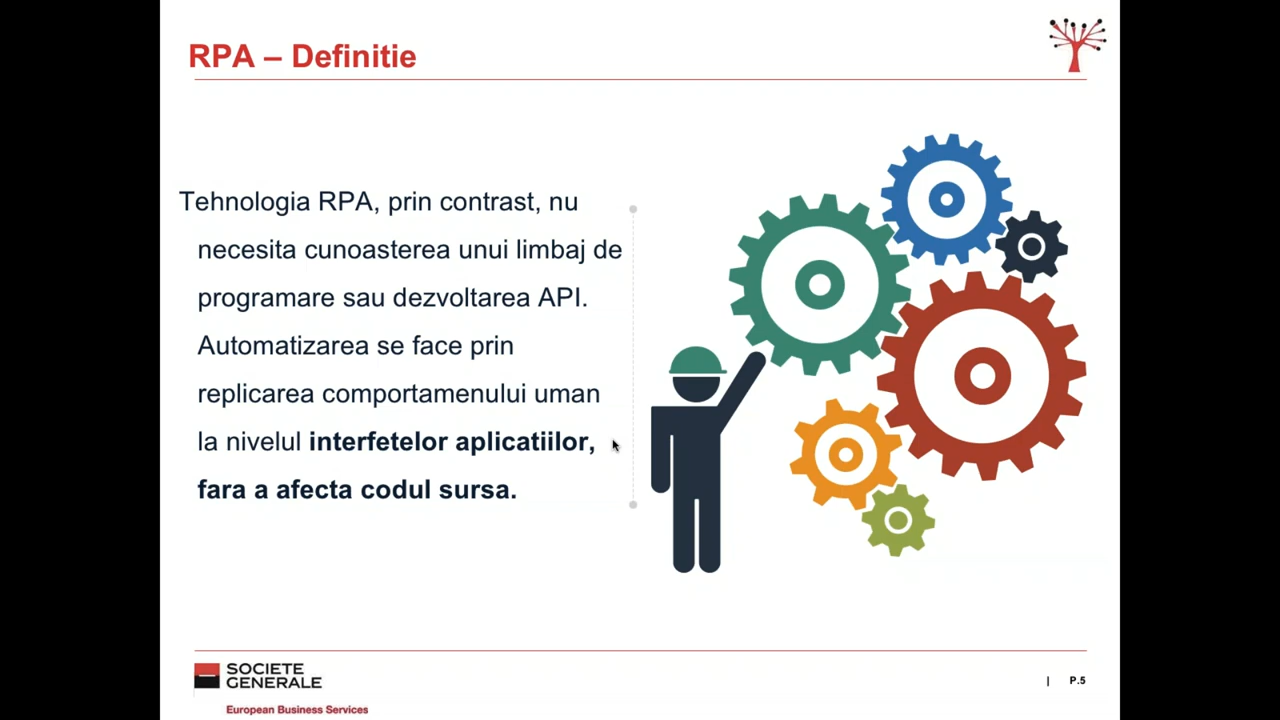 RPA – Definitie
Tehnologia RPA, prin contrast, nu
necesita cunoasterea unui limbaj de
programare sau dezvoltarea API.
Automatizarea se face prin
replicarea comportamenului uman
la nivelul interfetelor aplicatiilor,
fara a afecta codul sursa.
SOCIETE
GENERALE
European Business Services
| P.5